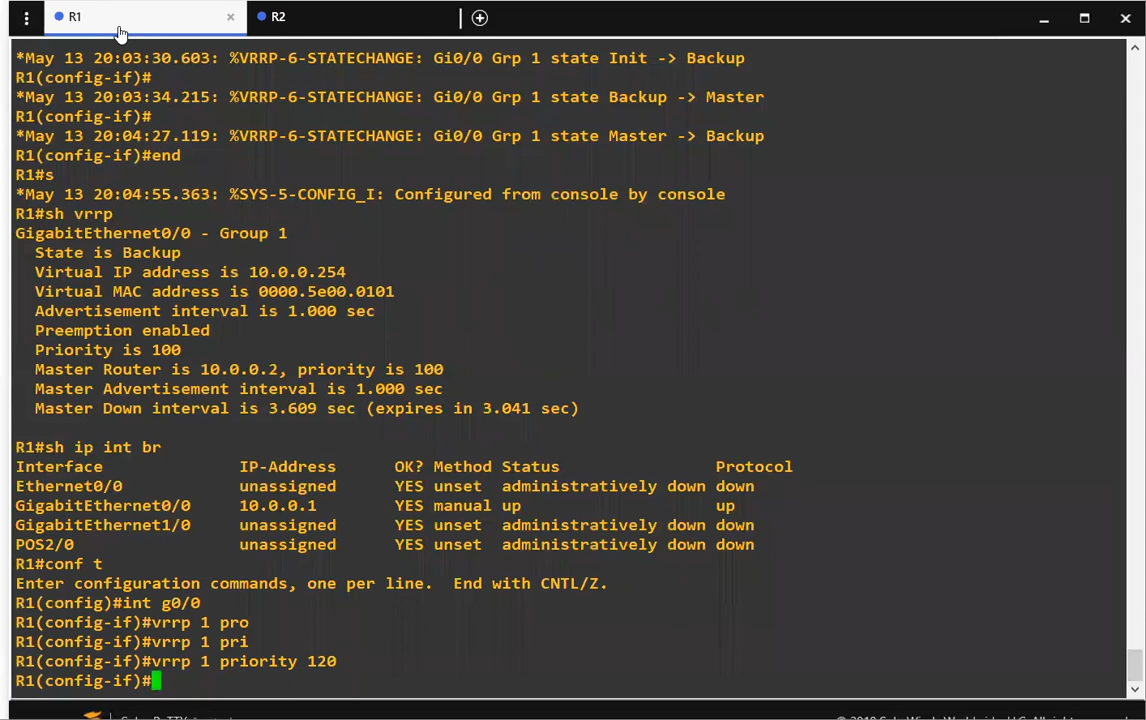 R1
R2
*May 13 20:03:30.603: %VRRP-6-STATECHANGE: Gi0/0 Grp 1 state Init -> Backup
R1(config-if)#
*May 13 20:03:34.215: %VRRP-6-STATECHANGE: Gi0/0 Grp 1 state Backup -> Master
R1(config-if)#
*May 13 20:04:27.119: %VRRP-6-STATECHANGE: Gi0/0 Grp 1 state Master -> Backup
R1(config-if)#end
R1#s
*May 13 20:04:55.363: %SYS-5-CONFIG_I: Configured from console by console
R1#sh vrrp
GigabitEthernet0/0 - Group 1
State is Backup
Virtual IP address is 10.0.0.254
Virtual MAC address is 0000.5e00.0101
Advertisement interval is 1.000 sec
Preemption enabled
Priority is 100
Master Router is 10.0.0.2, priority is 100
Master Advertisement interval is 1.000 sec
Master Down interval is 3.609 sec (expires in 3.041 sec)
R1#sh ip int br
Interface IP-Address OK? Method Status Protocol
Ethernet0/0 unassigned YES unset administratively down down
GigabitEthernet0/0 10.0.0.1 YES manual up up
GigabitEthernet1/0 unassigned YES unset administratively down down
POS2/0 unassigned YES unset administratively down down
R1#conf t
Enter configuration commands, one per line. End with CNTL/Z.
R1(config)#int g0/0
R1(config-if)#vrrp 1 pro
R1(config-if)#vrrp 1 pri
R1(config-if)#vrrp 1 priority 120
R1(config-if)#